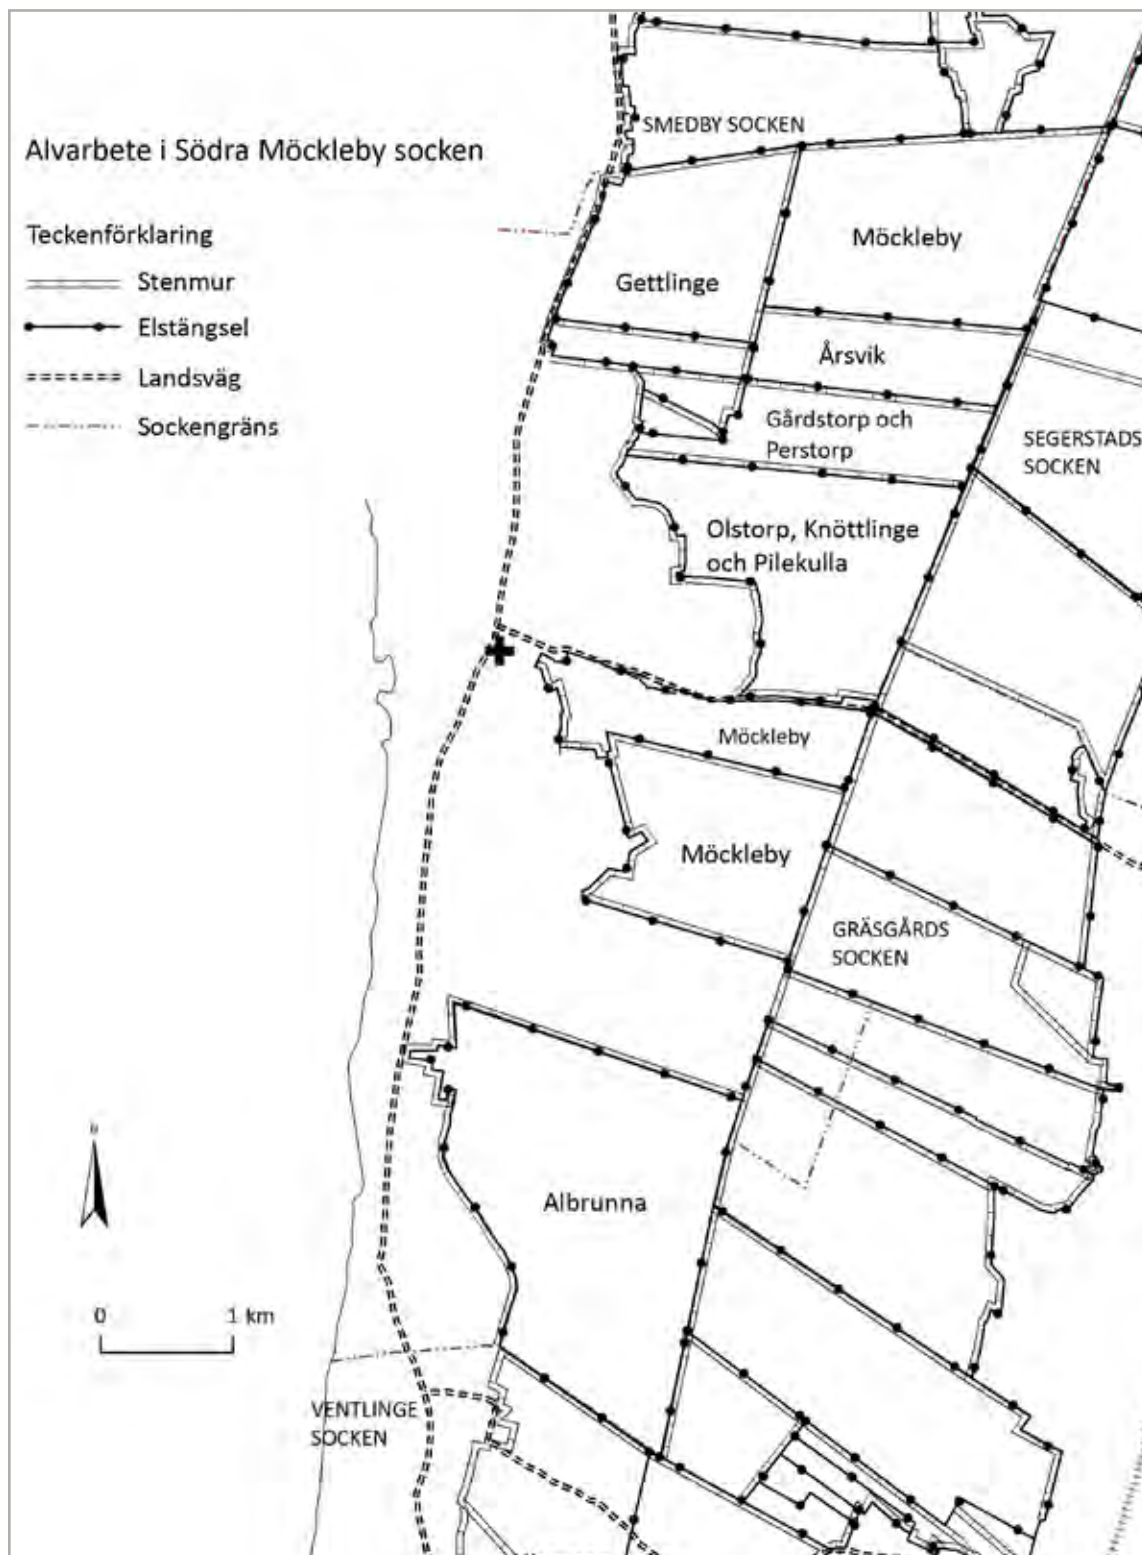 Alvarbete i Södra Möckleby socken
Teckenförklaring
Stenmur
Elstängsel
Landsväg
Sockengräns
SMEDBY SOCKEN
Möckleby
Gettlinge
Årsvik
Gårdstorp och
Perstorp
SEGERSTADS
SOCKEN
Olstorp, Knöttlinge
och Pilekulla
Möckleby
Möckleby
GRÄSGÅRDS
SOCKEN
Albrunna
0 1 km
VENTLINGE
SOCKEN